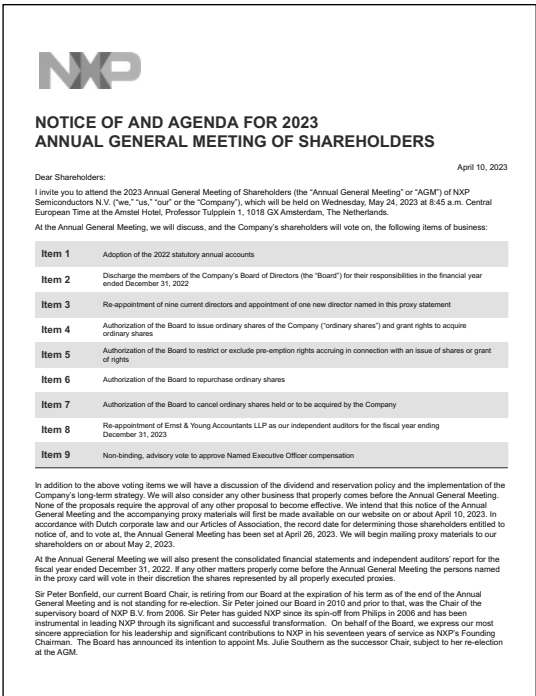 NXP
NOTICE OF AND AGENDA FOR 2023
ANNUAL GENERAL MEETING OF SHAREHOLDERS
April 10, 2023
Dear Shareholders:
I invite you to attend the 2023 Annual General Meeting of Shareholders (the “Annual General Meeting” or “AGM”) of NXP
Semiconductors N.V. (“we,” “us,” “our” or the “Company”), which will be held on Wednesday, May 24, 2023 at 8:45 a.m. Central
European Time at the Amstel Hotel, Professor Tulpplein 1, 1018 GX Amsterdam, The Netherlands.
At the Annual General Meeting, we will discuss, and the Company’s shareholders will vote on, the following items of business:
Item 1 Adoption of the 2022 statutory annual accounts
Item 2 Discharge the members of the Company’s Board of Directors (the “Board”) for their responsibilities in the financial year
ended December 31, 2022
Item 3 Re-appointment of nine current directors and appointment of one new director named in this proxy statement
Item 4 Authorization of the Board to issue ordinary shares of the Company (“ordinary shares”) and grant rights to acquire
ordinary shares
Item 5 Authorization of the Board to restrict or exclude pre-emption rights accruing in connection with an issue of shares or grant
of rights
Item 6 Authorization of the Board to repurchase ordinary shares
Item 7 Authorization of the Board to cancel ordinary shares held or to be acquired by the Company
Item 8 Re-appointment of Ernst & Young Accountants LLP as our independent auditors for the fiscal year ending
December 31, 2023
Item 9 Non-binding, advisory vote to approve Named Executive Officer compensation
In addition to the above voting items we will have a discussion of the dividend and reservation policy and the implementation of the
Company’s long-term strategy. We will also consider any other business that properly comes before the Annual General Meeting.
None of the proposals require the approval of any other proposal to become effective. We intend that this notice of the Annual
General Meeting and the accompanying proxy materials will first be made available on our website on or about April 10, 2023. In
accordance with Dutch corporate law and our Articles of Association, the record date for determining those shareholders entitled to
notice of, and to vote at, the Annual General Meeting has been set at April 26, 2023. We will begin mailing proxy materials to our
shareholders on or about May 2, 2023.
At the Annual General Meeting we will also present the consolidated financial statements and independent auditors’ report for the
fiscal year ended December 31, 2022. If any other matters properly come before the Annual General Meeting the persons named
in the proxy card will vote in their discretion the shares represented by all properly executed proxies.
Sir Peter Bonfield, our current Board Chair, is retiring from our Board at the expiration of his term as of the end of the Annual
General Meeting and is not standing for re-election. Sir Peter joined our Board in 2010 and prior to that, was the Chair of the
supervisory board of NXP B.V. from 2006. Sir Peter has guided NXP since its spin-off from Philips in 2006 and has been
instrumental in leading NXP through its significant and successful transformation. On behalf of the Board, we express our most
sincere appreciation for his leadership and significant contributions to NXP in his seventeen years of service as NXP’s Founding
Chairman. The Board has announced its intention to appoint Ms. Julie Southern as the successor Chair, subject to her re-election
at the AGM.